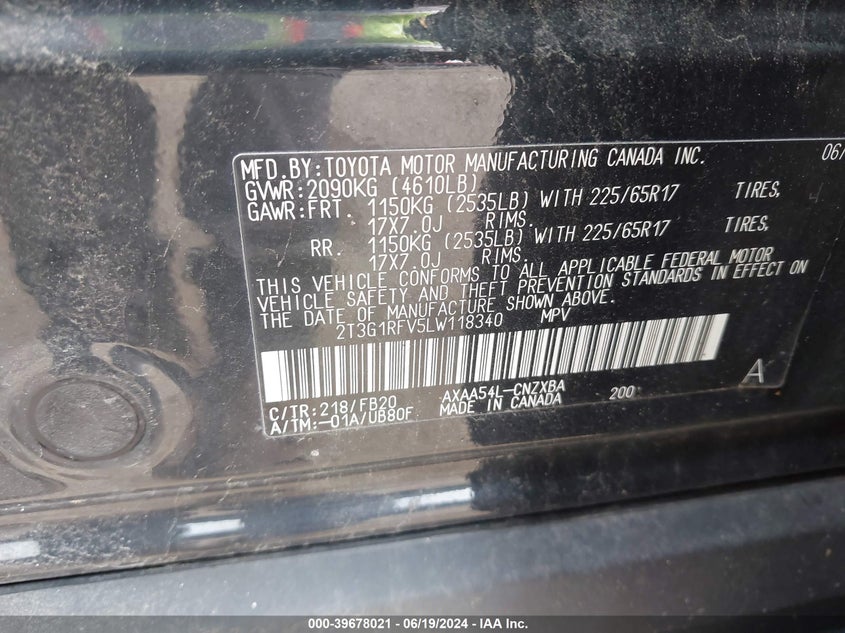 MFD.BY:TOYOTA MOTOR MANUFACTURING CANADA INC. 06/
GVWR:2090KG (4610LB)
GAWR:FRT. 1150KG (2535LB) WITH 225/65R17 TIRES,
17X7.0J RIMS.
RR. 1150KG (2535LB) WITH 225/65R17 TIRES,
17X7.0J RIMS.
THIS VEHICLE CONFORMS TO ALL APPLICABLE FEDERAL MOTOR
VEHICLE SAFETY AND THEFT PREVENTION STANDARDS IN EFFECT ON
THE DATE OF MANUFACTURE SHOWN ABOVE.
2T3G1RFV5LW118340 MPV
C/TR:218/FB20 AXAA54L-CNZXBA 200 A
A/TM:-01A/UB80F MADE IN CANADA
000-39678021 - 06/19/2024 - IAA Inc.